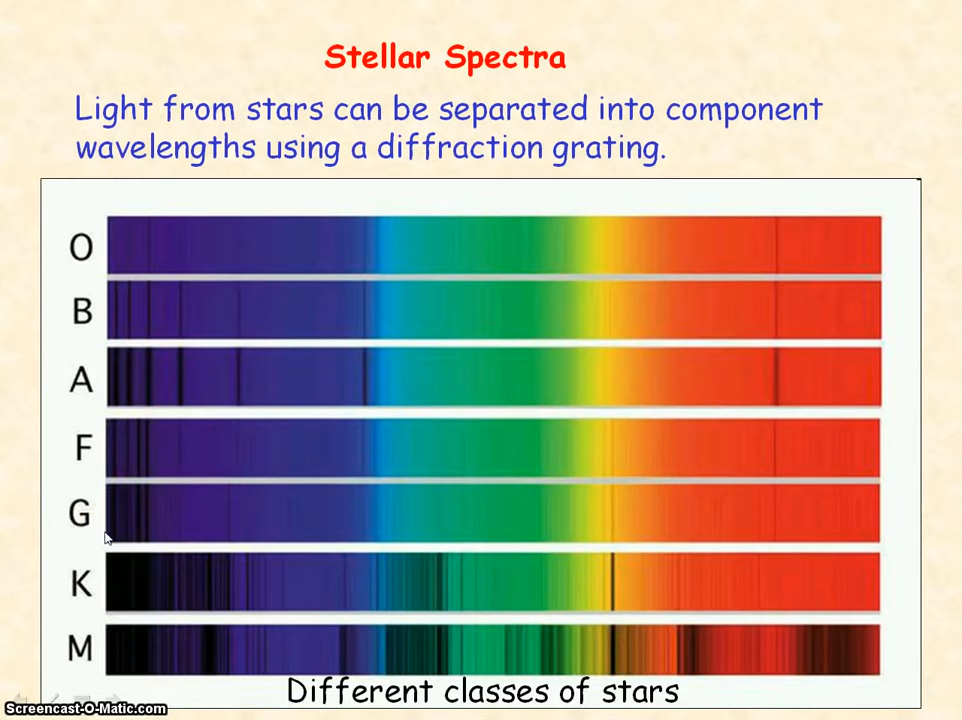 Stellar Spectra
Light from stars can be separated into component
wavelengths using a diffraction grating.
O
B
A
F
G
K
M
Different classes of stars
Screencast-O-Matic.com